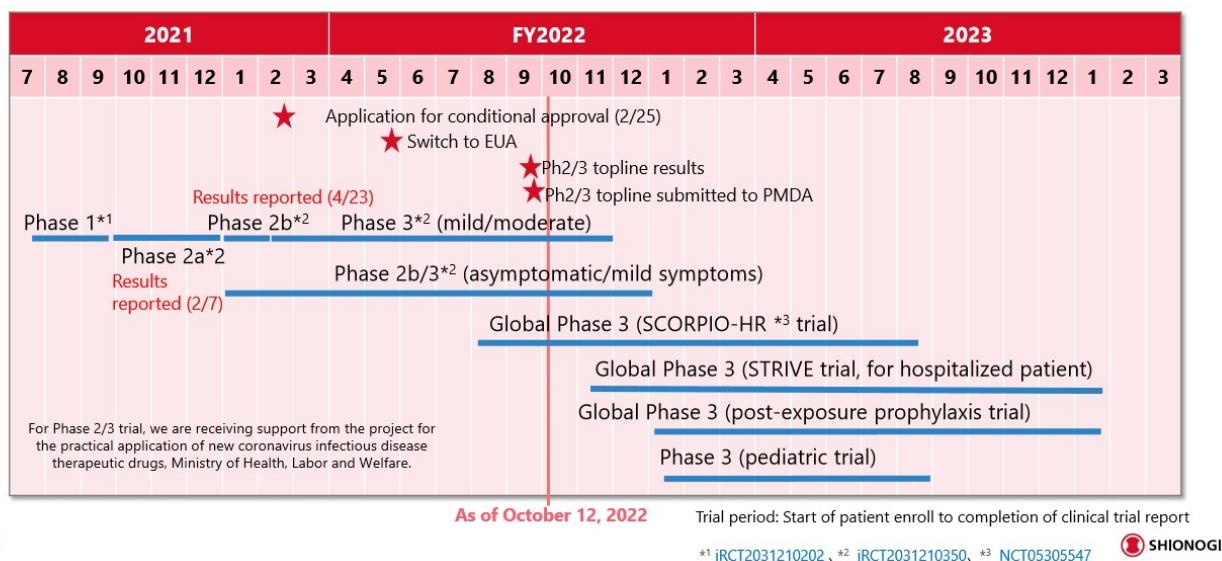 2021 FY2022 2023
7 8 9 10 11 12 1 2 3 4 5 6 7 8 9 10 11 12 1 2 3 4 5 6 7 8 9 10 11 12 1 2 3
Application for conditional approval (2/25)
Switch to EUA
Ph2/3 topline results
Ph2/3 topline submitted to PMDA
Results reported (4/23)
Phase 1*1 Phase 2b*2 Phase 3*2 (mild/moderate)
Phase 2a*2
Results
reported (2/7)
Phase 2b/3*2 (asymptomatic/mild symptoms)
Global Phase 3 (SCORPIO-HR *3 trial)
Global Phase 3 (STRIVE trial, for hospitalized patient)
Global Phase 3 (post-exposure prophylaxis trial)
For Phase 2/3 trial, we are receiving support from the project for
the practical application of new coronavirus infectious disease
therapeutic drugs, Ministry of Health, Labor and Welfare.
Phase 3 (pediatric trial)
As of October 12, 2022
Trial period: Start of patient enroll to completion of clinical trial report
*1 iRCT2031210202 、*2 iRCT2031210350、*3 NCT05305547
SHIONOGI